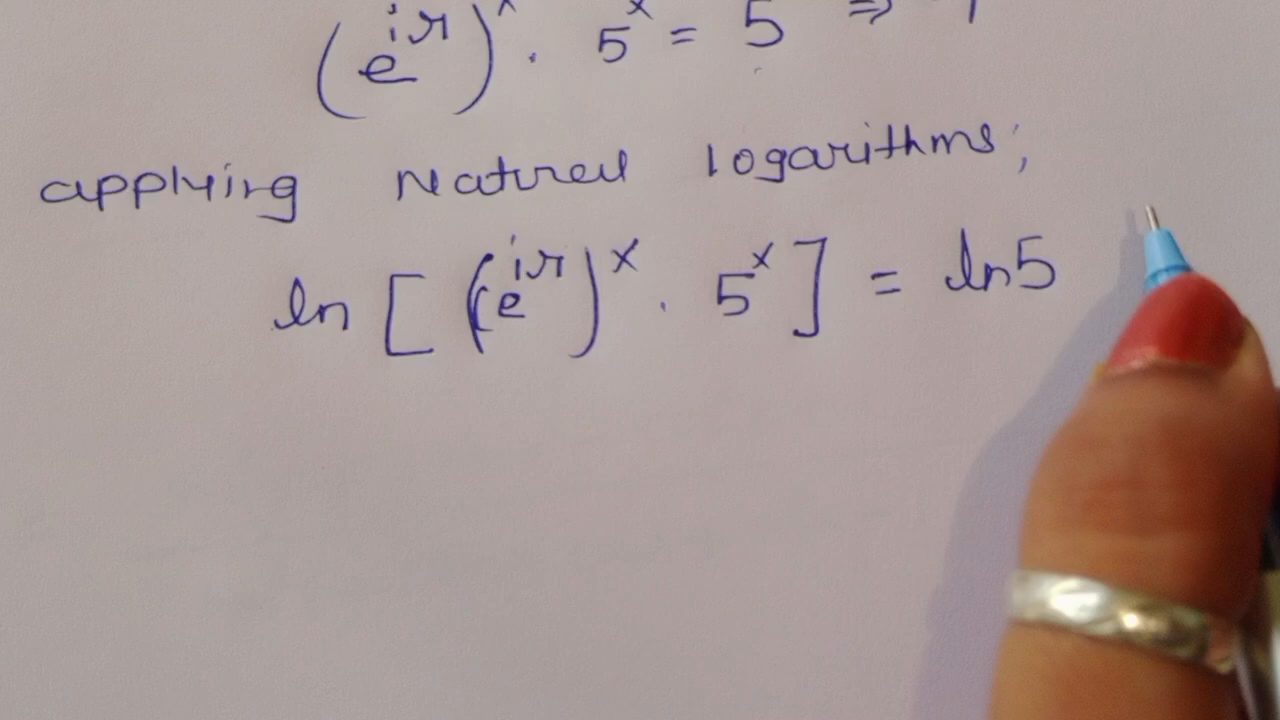 (e^{iπ})^x . 5^x = 5 ⇒
applying Natural logarithms;
ln [ (e^{iπ})^x . 5^x ] = ln5